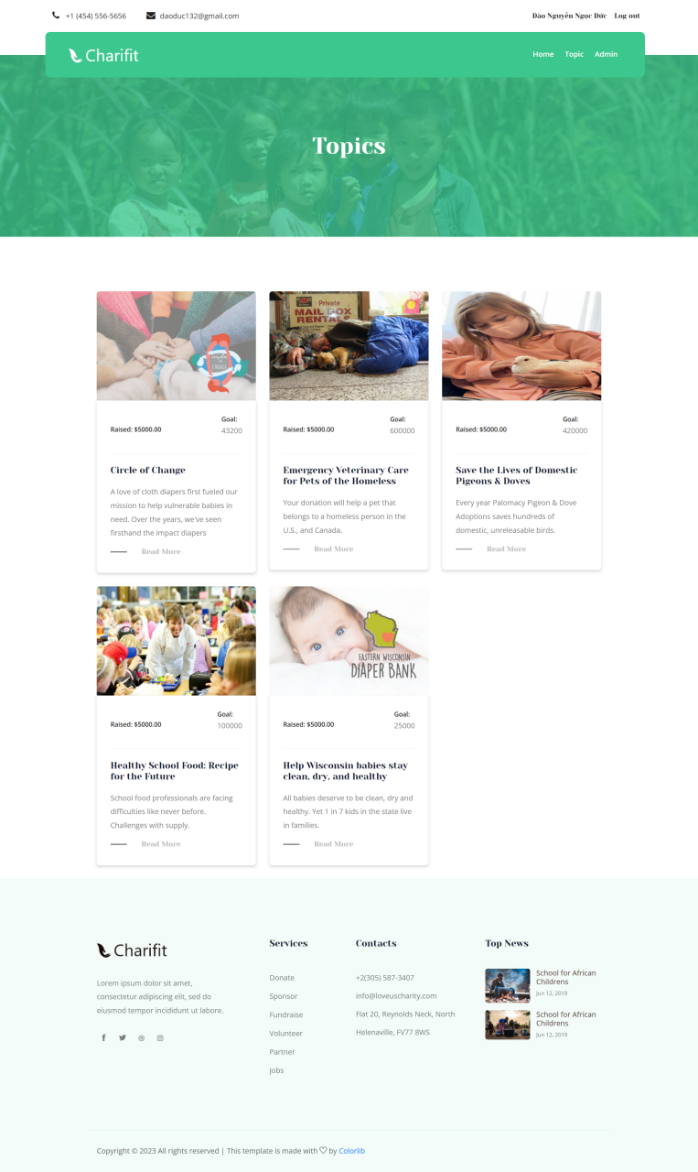 +1 (454) 556-5656 daoduc132@gmail.com Đào Nguyễn Ngọc Đức Log out
Charifit Home Topic Admin
Topics
Private
MAIL BOX
RENTALS
Raised: $5000.00 Goal:
43200
Circle of Change
A love of cloth diapers first fueled our
mission to help vulnerable babies in
need. Over the years, we've seen
firsthand the impact diapers
Read More
Raised: $5000.00 Goal:
600000
Emergency Veterinary Care
for Pets of the Homeless
Your donation will help a pet that
belongs to a homeless person in the
U.S., and Canada.
Read More
Raised: $5000.00 Goal:
420000
Save the Lives of Domestic
Pigeons & Doves
Every year Palomacy Pigeon & Dove
Adoptions saves hundreds of
domestic, unreleasable birds.
Read More
Raised: $5000.00 Goal:
100000
Healthy School Food: Recipe
for the Future
School food professionals are facing
difficulties like never before.
Challenges with supply.
Read More
EASTERN WISCONSIN
DIAPER BANK
Raised: $5000.00 Goal:
25000
Help Wisconsin babies stay
clean, dry, and healthy
All babies deserve to be clean, dry and
healthy. Yet 1 in 7 kids in the state live
in families.
Read More
Charifit
Lorem ipsum dolor sit amet,
consectetur adipiscing elit, sed do
eiusmod tempor incididunt ut labore.
Services
Donate
Sponsor
Fundraise
Volunteer
Partner
Jobs
Contacts
+2(305) 587-3407
info@loveuscharity.com
Flat 20, Reynolds Neck, North
Helenaville, FV77 8WS
Top News
School for African
Childrens
Jun 12, 2019
School for African
Childrens
Jun 12, 2019
Copyright © 2023 All rights reserved | This template is made with ♡ by Colorlib